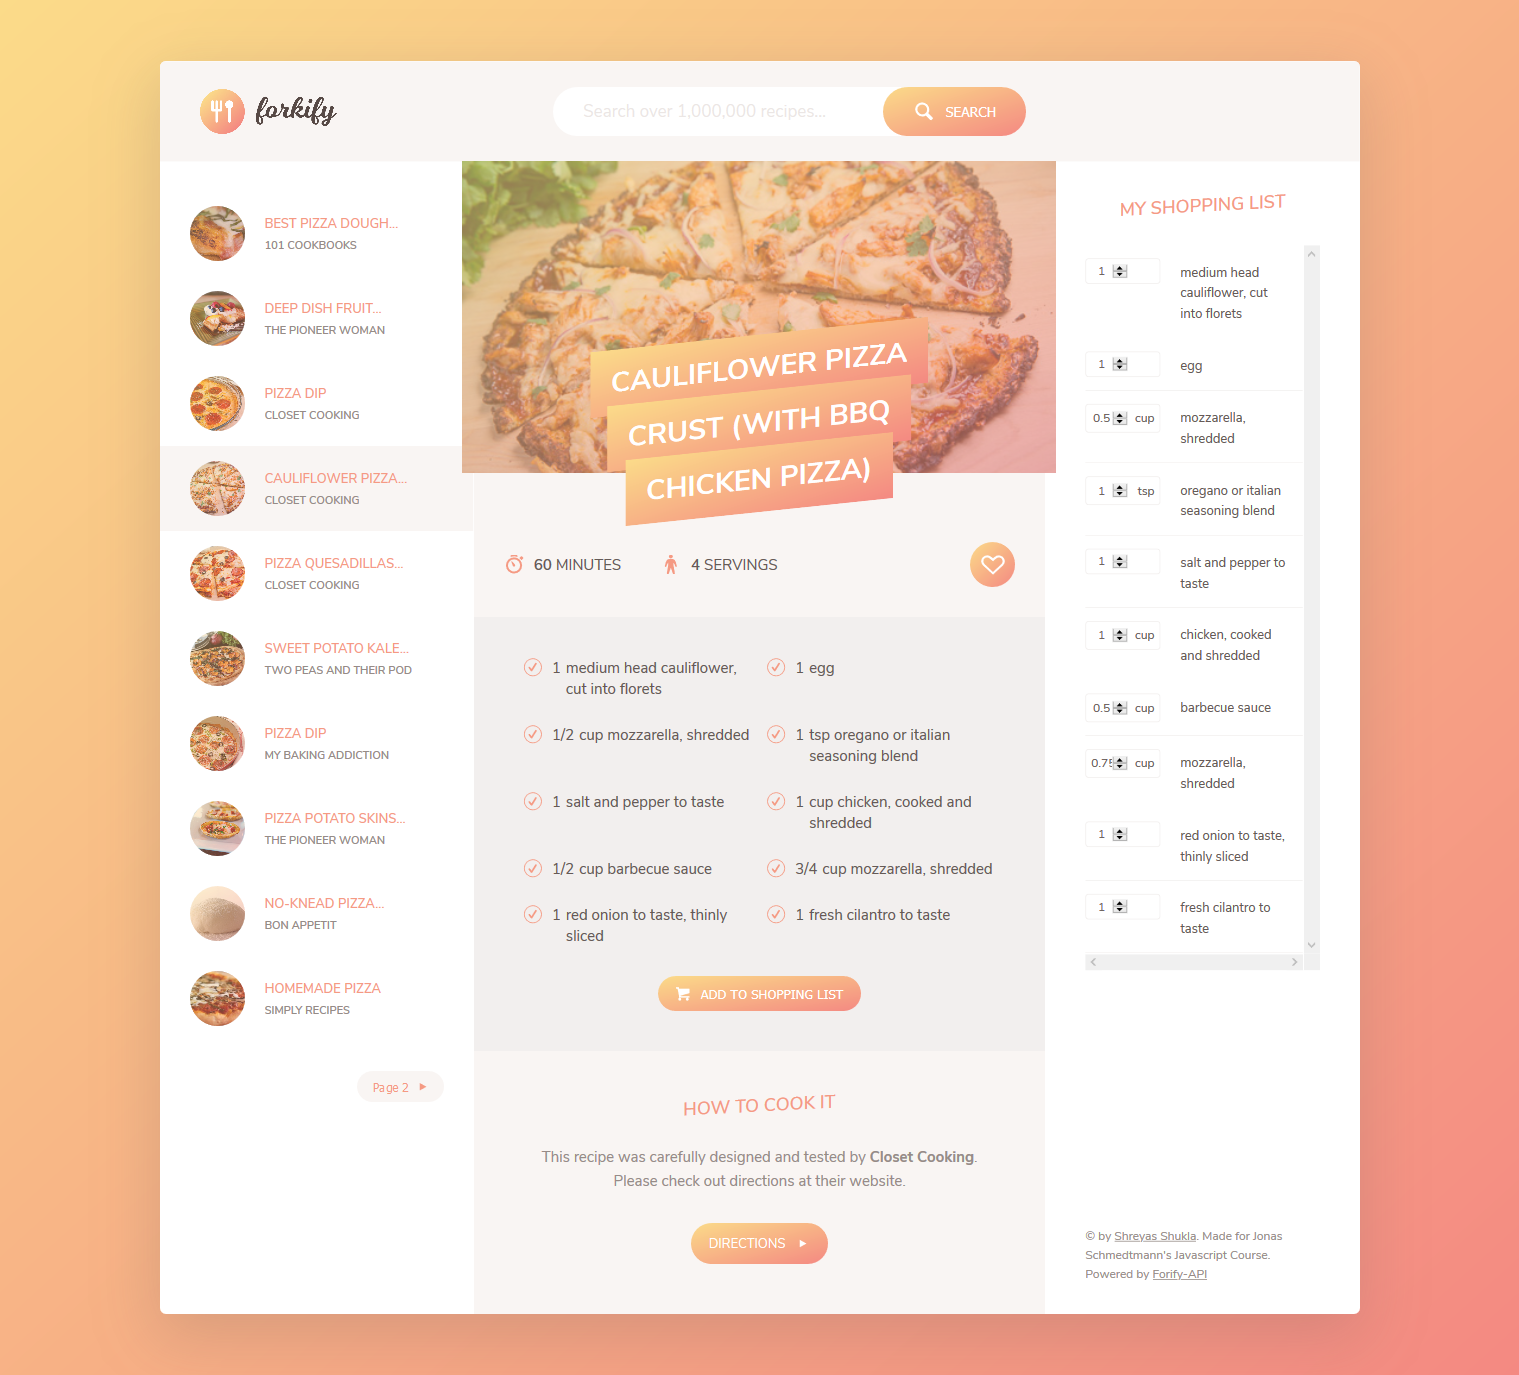 forkify
Search over 1,000,000 recipes...
SEARCH
BEST PIZZA DOUGH...
101 COOKBOOKS
DEEP DISH FRUIT...
THE PIONEER WOMAN
PIZZA DIP
CLOSET COOKING
CAULIFLOWER PIZZA...
CLOSET COOKING
PIZZA QUESADILLAS...
CLOSET COOKING
SWEET POTATO KALE...
TWO PEAS AND THEIR POD
PIZZA DIP
MY BAKING ADDICTION
PIZZA POTATO SKINS...
THE PIONEER WOMAN
NO-KNEAD PIZZA...
BON APPETIT
HOMEMADE PIZZA
SIMPLY RECIPES
Page 2
CAULIFLOWER PIZZA
CRUST (WITH BBQ
CHICKEN PIZZA)
60 MINUTES
4 SERVINGS
1 medium head cauliflower,
cut into florets
1 egg
1/2 cup mozzarella, shredded
1 tsp oregano or italian
seasoning blend
1 salt and pepper to taste
1 cup chicken, cooked and
shredded
1/2 cup barbecue sauce
3/4 cup mozzarella, shredded
1 red onion to taste, thinly
sliced
1 fresh cilantro to taste
ADD TO SHOPPING LIST
HOW TO COOK IT
This recipe was carefully designed and tested by Closet Cooking.
Please check out directions at their website.
DIRECTIONS
MY SHOPPING LIST
1 medium head
cauliflower, cut
into florets
1 egg
0.5 cup mozzarella,
shredded
1 tsp oregano or italian
seasoning blend
1 salt and pepper to
taste
1 cup chicken, cooked
and shredded
0.5 cup barbecue sauce
0.75 cup mozzarella,
shredded
1 red onion to taste,
thinly sliced
1 fresh cilantro to
taste
© by Shreyas Shukla. Made for Jonas
Schmedtmann's Javascript Course.
Powered by Forify-API